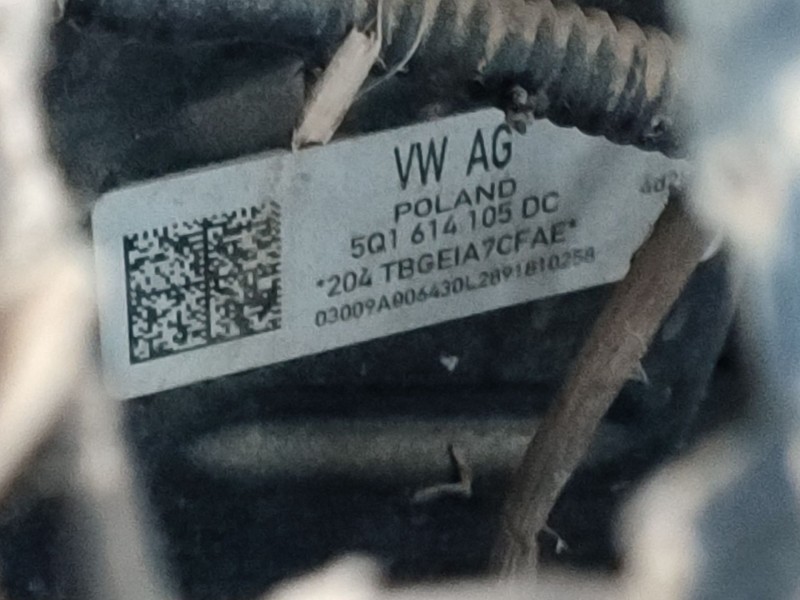 VW AG
POLAND
5Q1 614 105 DC
*204 TBGEIA7CFAE*
03009A006430L2891810258